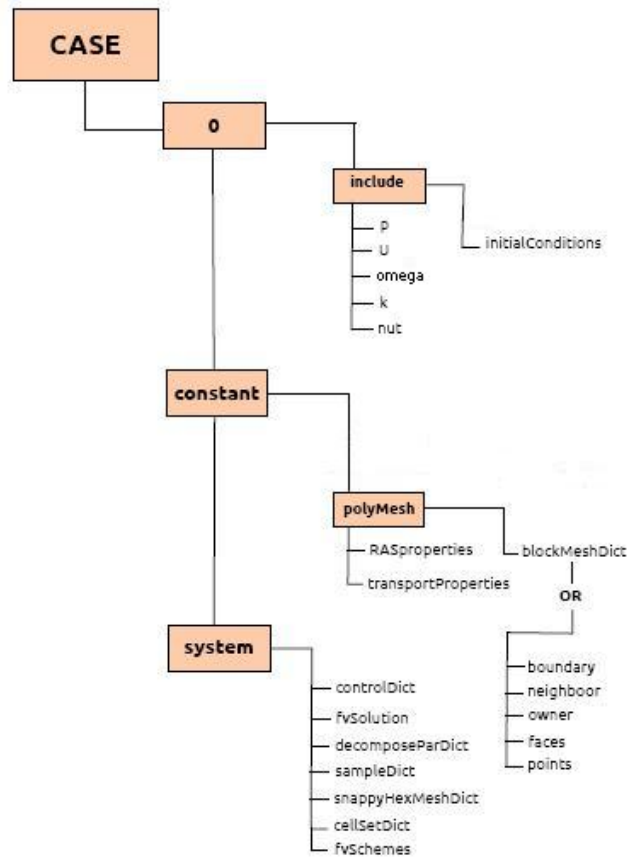 CASE
0
include
P
U
omega
k
nut
initialConditions
constant
polyMesh
RASproperties
transportProperties
blockMeshDict
OR
boundary
neighboor
owner
faces
points
system
controlDict
fvSolution
decomposeParDict
sampleDict
snappyHexMeshDict
cellSetDict
fvSchemes